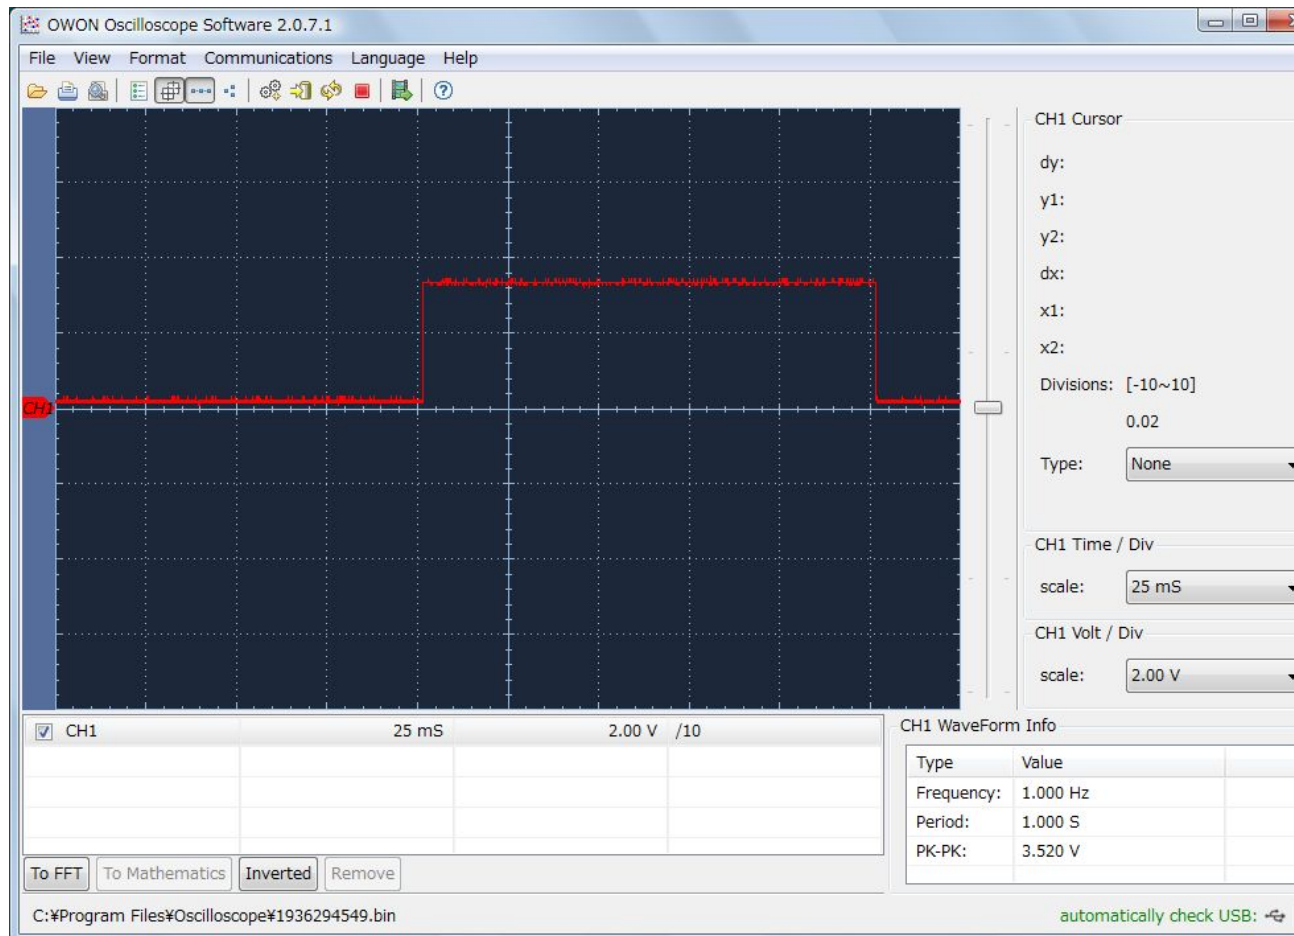 OWON Oscilloscope Software 2.0.7.1
File View Format Communications Language Help
CH1 Cursor
dy:
y1:
y2:
dx:
x1:
x2:
Divisions: [-10~10]
0.02
Type: None
CH1
CH1 Time / Div
scale: 25 mS
CH1 Volt / Div
scale: 2.00 V
CH1 25 mS 2.00 V /10
CH1 WaveForm Info
Type Value
Frequency: 1.000 Hz
Period: 1.000 S
PK-PK: 3.520 V
To FFT To Mathematics Inverted Remove
C:¥Program Files¥Oscilloscope¥1936294549.bin
automatically check USB: